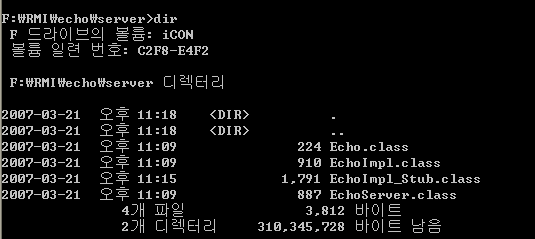 F:₩RMI₩echo₩server>dir
F 드라이브의 볼륨: iCON
볼륨 일련 번호: C2F8-E4F2
F:₩RMI₩echo₩server 디렉터리
2007-03-21 오후 11:18 <DIR> .
2007-03-21 오후 11:18 <DIR> ..
2007-03-21 오후 11:09 224 Echo.class
2007-03-21 오후 11:09 910 EchoImpl.class
2007-03-21 오후 11:15 1,791 EchoImpl_Stub.class
2007-03-21 오후 11:09 887 EchoServer.class
4개 파일 3,812 바이트
2개 디렉터리 310,345,728 바이트 남음